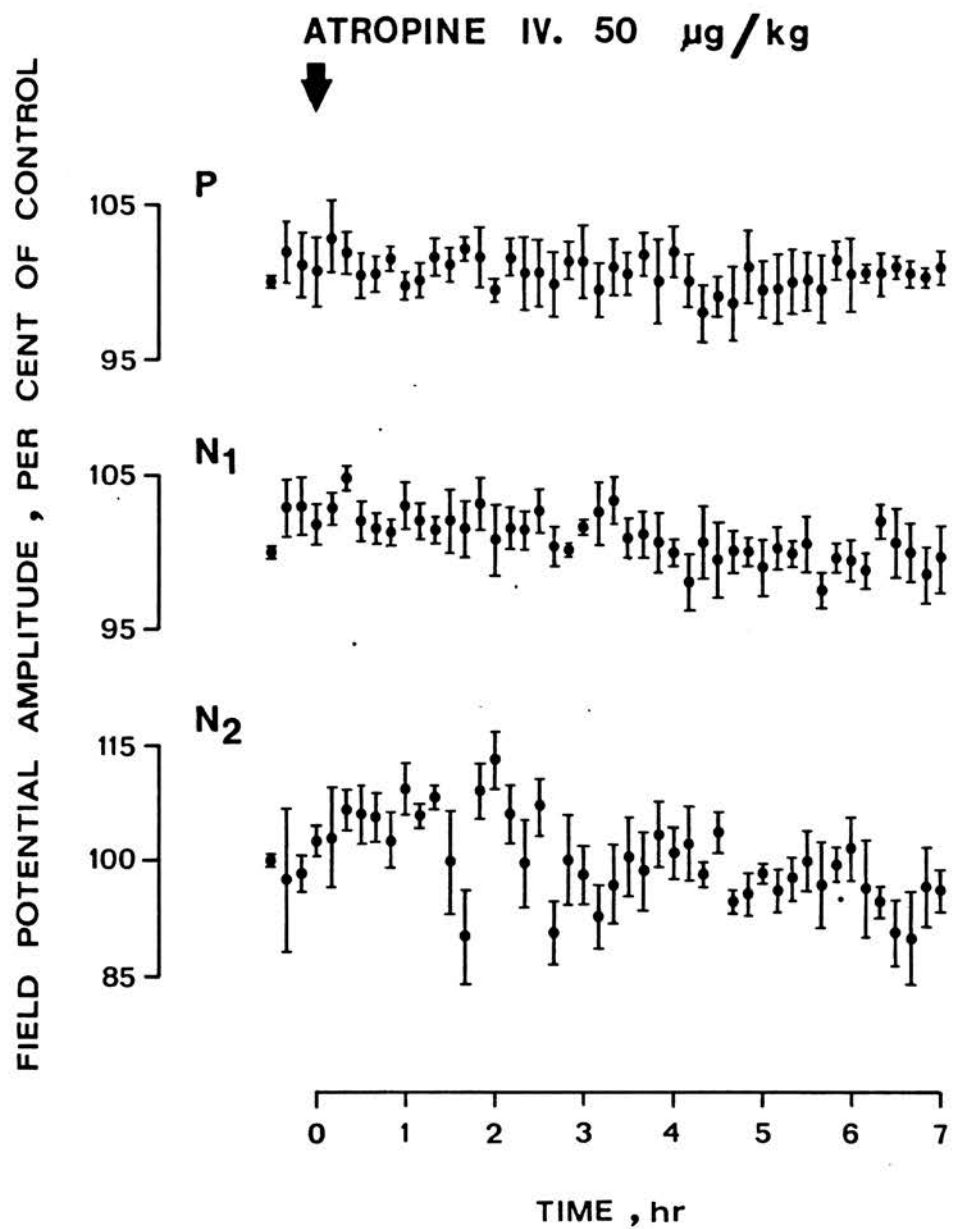 ATROPINE IV. 50 µg/kg
FIELD POTENTIAL AMPLITUDE, PER CENT OF CONTROL
P
105
95
N1
105
95
N2
115
100
85
0 1 2 3 4 5 6 7
TIME, hr